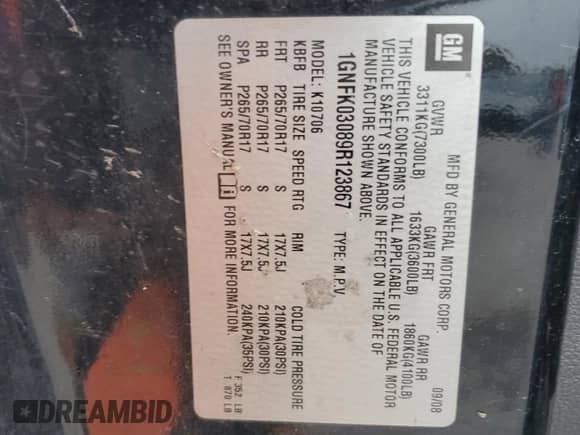 GM
MFD BY GENERAL MOTORS CORP. 09/08
GVWR GAWR FRT GAWR RR
3311KG(7300LB) 1633KG(3600LB) 1860KG(4100LB)
THIS VEHICLE CONFORMS TO ALL APPLICABLE U.S. FEDERAL MOTOR
VEHICLE SAFETY STANDARDS IN EFFECT ON THE DATE OF
MANUFACTURE SHOWN ABOVE.
1GNFK03089R123867 TYPE: M.P.V.
MODEL: K10706
KBFB TIRE SIZE SPEED RTG RIM COLD TIRE PRESSURE
FRT P265/70R17 S 17X7.5J 210KPA(30PSI)
RR P265/70R17 S 17X7.5J 210KPA(30PSI)
SPA P265/70R17 S 17X7.5J 240KPA(35PSI)
SEE OWNER'S MANUAL FOR MORE INFORMATION.
F 352 LB
T 870 LB
DREAMBID